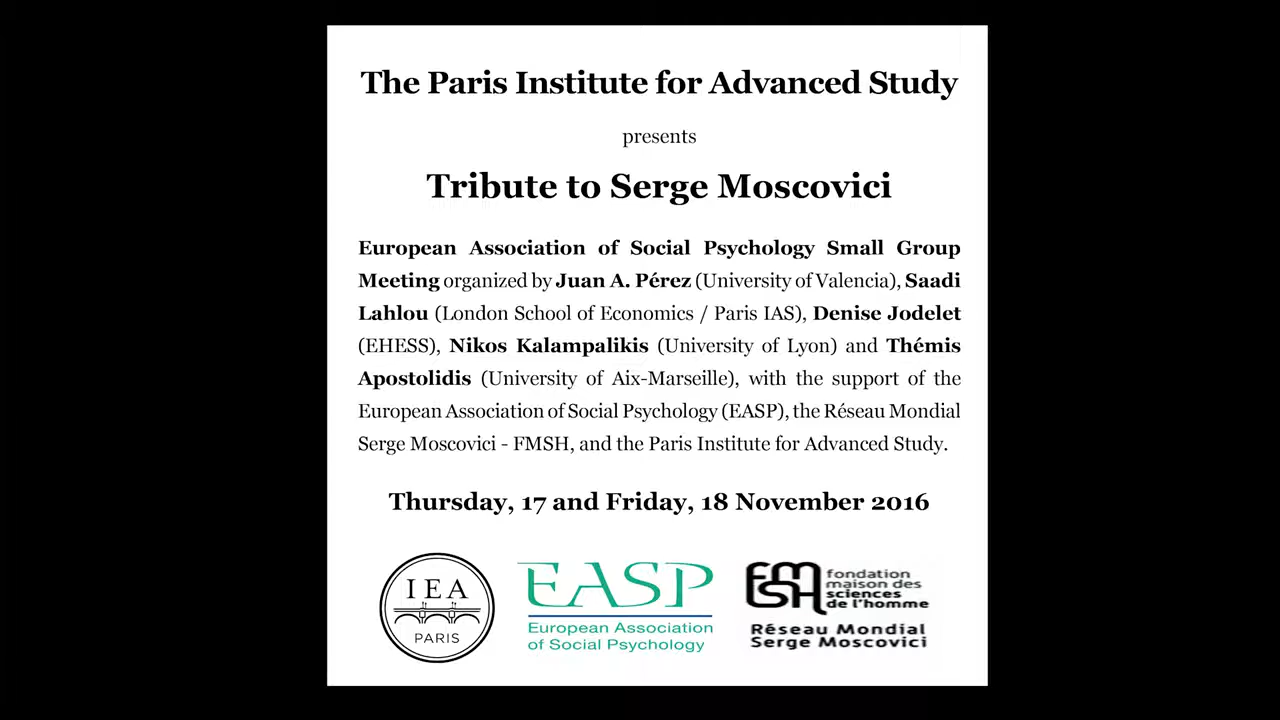 The Paris Institute for Advanced Study
presents
Tribute to Serge Moscovici
European Association of Social Psychology Small Group
Meeting organized by Juan A. Pérez (University of Valencia), Saadi
Lahlou (London School of Economics / Paris IAS), Denise Jodelet
(EHESS), Nikos Kalampalikis (University of Lyon) and Thémis
Apostolidis (University of Aix-Marseille), with the support of the
European Association of Social Psychology (EASP), the Réseau Mondial
Serge Moscovici - FMSH, and the Paris Institute for Advanced Study.
Thursday, 17 and Friday, 18 November 2016
IEA
PARIS
EASP
European Association
of Social Psychology
FMSH
fondation
maison des
sciences
de l'homme
Réseau Mondial
Serge Moscovici